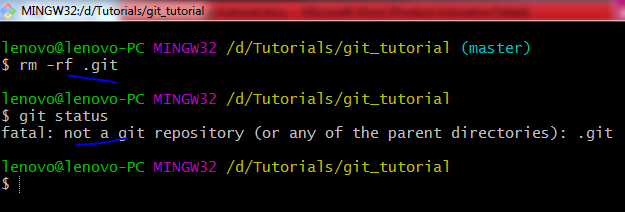 MINGW32:/d/Tutorials/git_tutorial
lenovo@lenovo-PC MINGW32 /d/Tutorials/git_tutorial (master)
$ rm -rf .git
lenovo@lenovo-PC MINGW32 /d/Tutorials/git_tutorial
$ git status
fatal: not a git repository (or any of the parent directories): .git
lenovo@lenovo-PC MINGW32 /d/Tutorials/git_tutorial
$